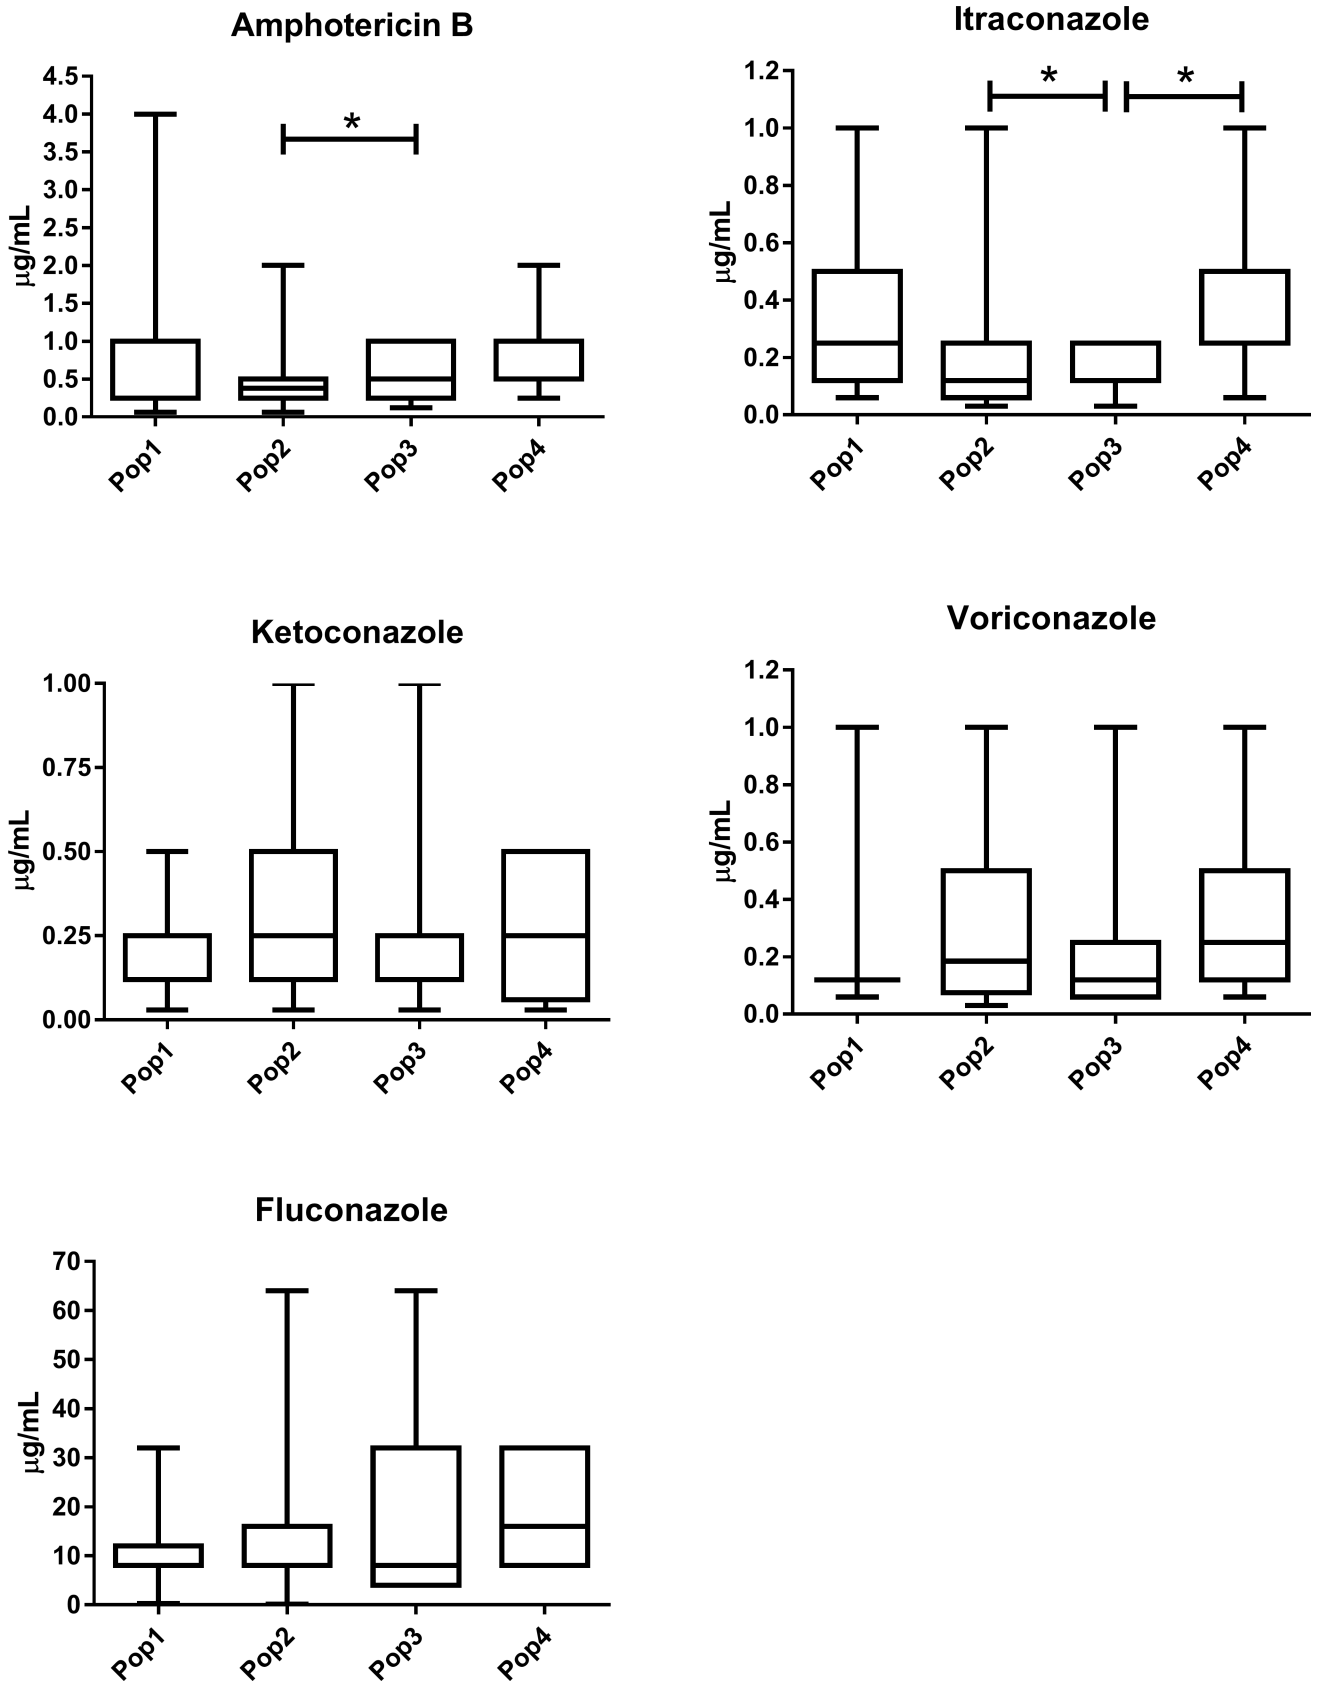 Amphotericin B
4.5
4.0
3.5
3.0
2.5
2.0
1.5
1.0
0.5
0.0
µg/mL
*
Pop1
Pop2
Pop3
Pop4
Itraconazole
1.2
1.0
0.8
0.6
0.4
0.2
0.0
µg/mL
* *
Pop1
Pop2
Pop3
Pop4
Ketoconazole
1.00
0.75
0.50
0.25
0.00
µg/mL
Pop1
Pop2
Pop3
Pop4
Voriconazole
1.2
1.0
0.8
0.6
0.4
0.2
0.0
µg/mL
Pop1
Pop2
Pop3
Pop4
Fluconazole
70
60
50
40
30
20
10
0
µg/mL
Pop1
Pop2
Pop3
Pop4